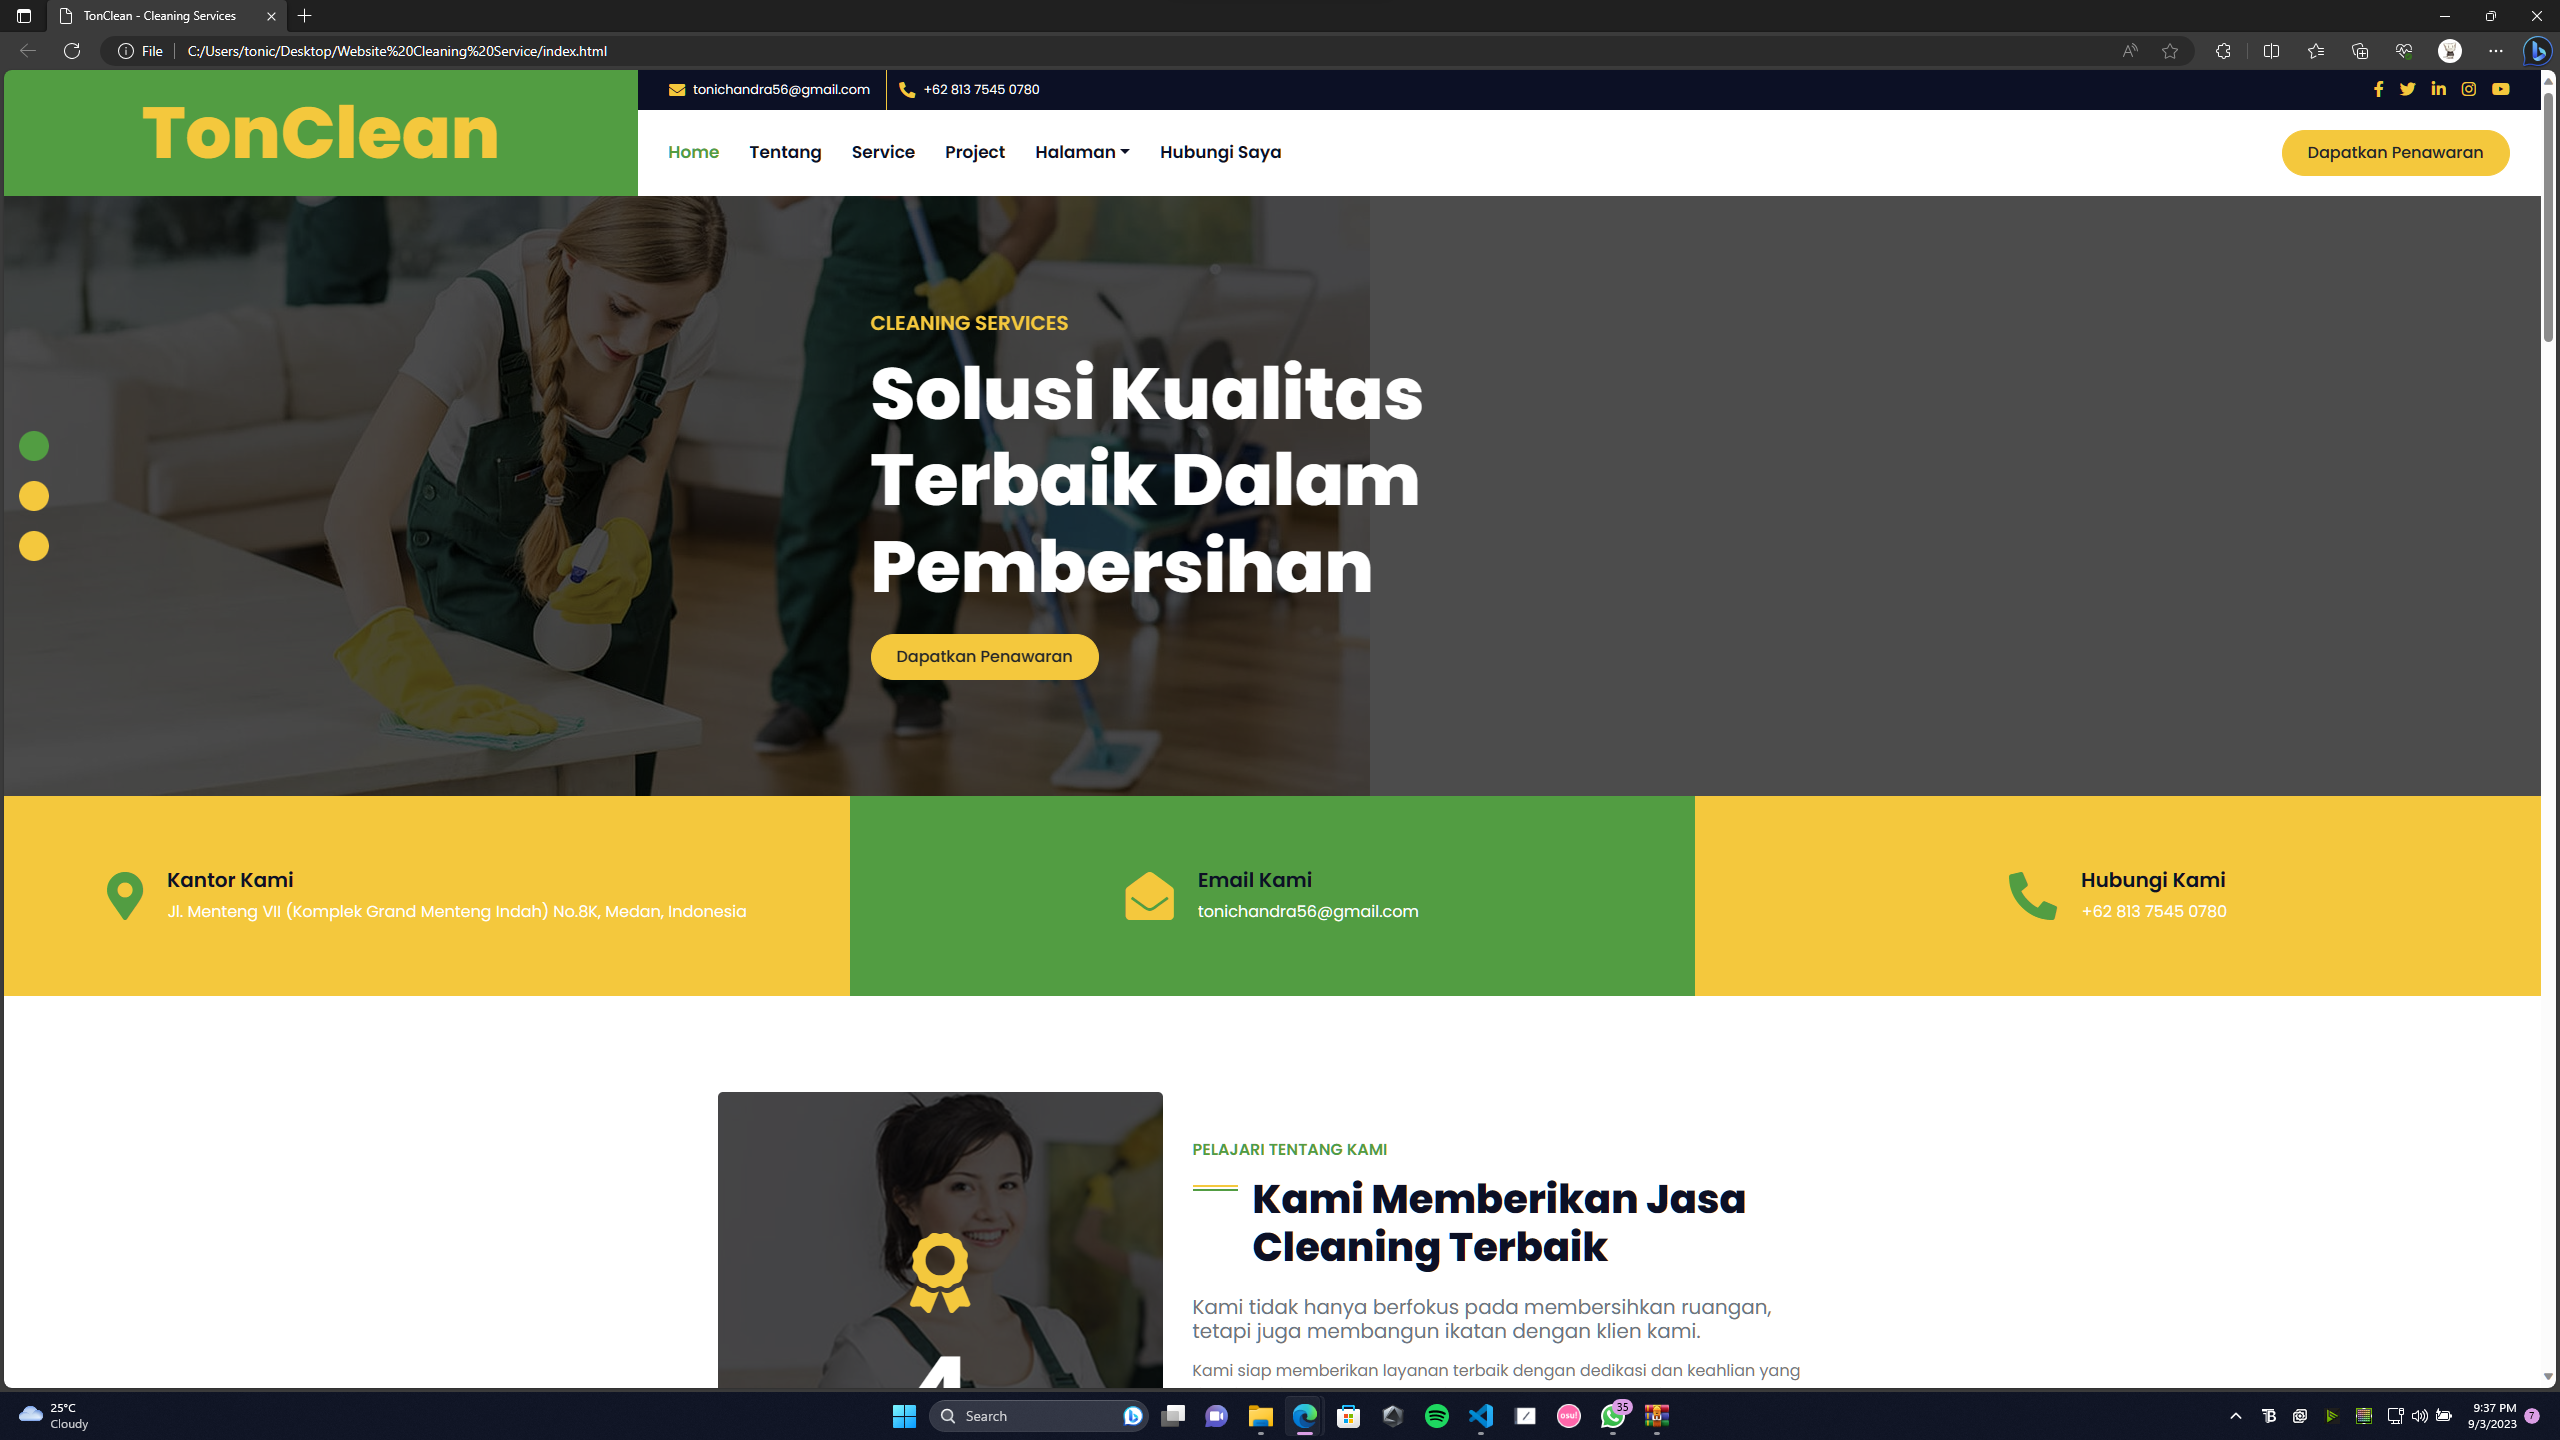 TonClean - Cleaning Services
File
C:/Users/tonic/Desktop/Website%20Cleaning%20Service/index.html
TonClean
tonichandra56@gmail.com
+62 813 7545 0780
Home Tentang Service Project Halaman Hubungi Saya
Dapatkan Penawaran
CLEANING SERVICES
Solusi Kualitas
Terbaik Dalam
Pembersihan
Dapatkan Penawaran
Kantor Kami
Jl. Menteng VII (Komplek Grand Menteng Indah) No.8K, Medan, Indonesia
Email Kami
tonichandra56@gmail.com
Hubungi Kami
+62 813 7545 0780
PELAJARI TENTANG KAMI
Kami Memberikan Jasa
Cleaning Terbaik
Kami tidak hanya berfokus pada membersihkan ruangan,
tetapi juga membangun ikatan dengan klien kami.
Kami siap memberikan layanan terbaik dengan dedikasi dan keahlian yang
4
25°C
Cloudy
Search
osu!
35
9:37 PM
9/3/2023
7